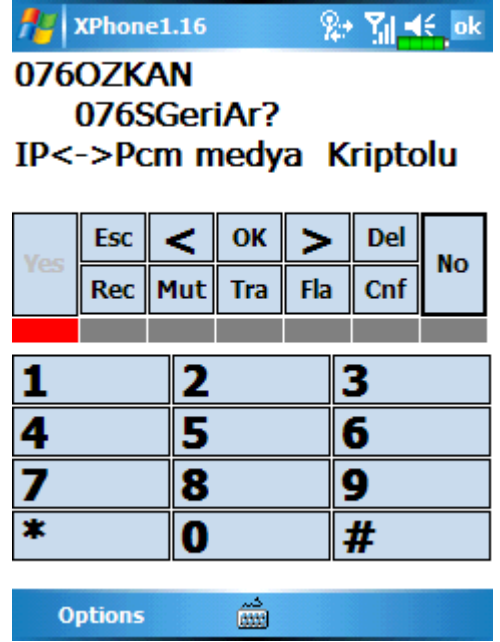 XPhone1.16 ok
076OZKAN
076SGeriAr?
IP<->Pcm medya Kriptolu
Yes Esc < OK > Del No
Rec Mut Tra Fla Cnf
1 2 3
4 5 6
7 8 9
* 0 #
Options